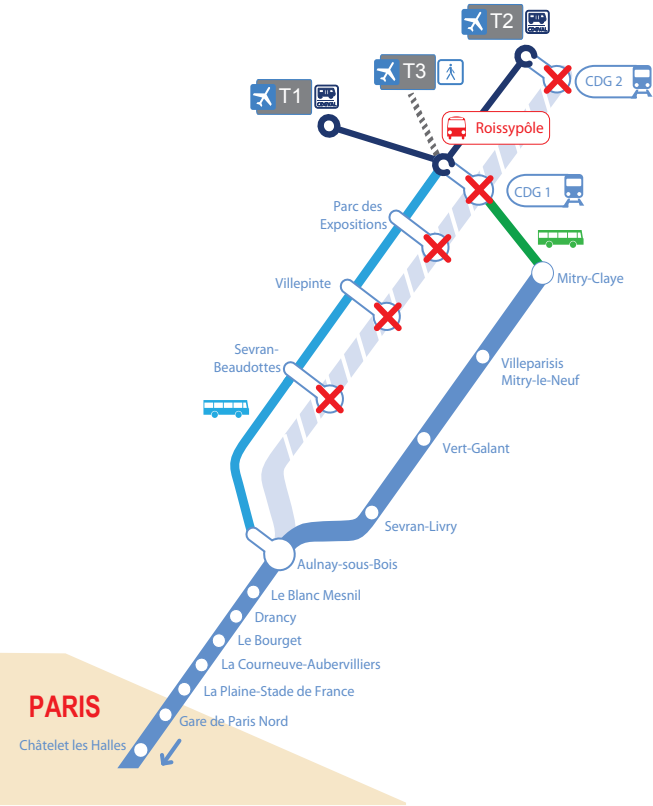 T2
CDGVAL
T3
CDG 2
T1
CDGVAL
Roissypôle
CDG 1
Parc des
Expositions
Villepinte
Mitry-Claye
Sevran-
Beaudottes
Villeparisis
Mitry-le-Neuf
Vert-Galant
Sevran-Livry
Aulnay-sous-Bois
Le Blanc Mesnil
Drancy
Le Bourget
La Courneuve-Aubervilliers
La Plaine-Stade de France
PARIS
Gare de Paris Nord
Châtelet les Halles